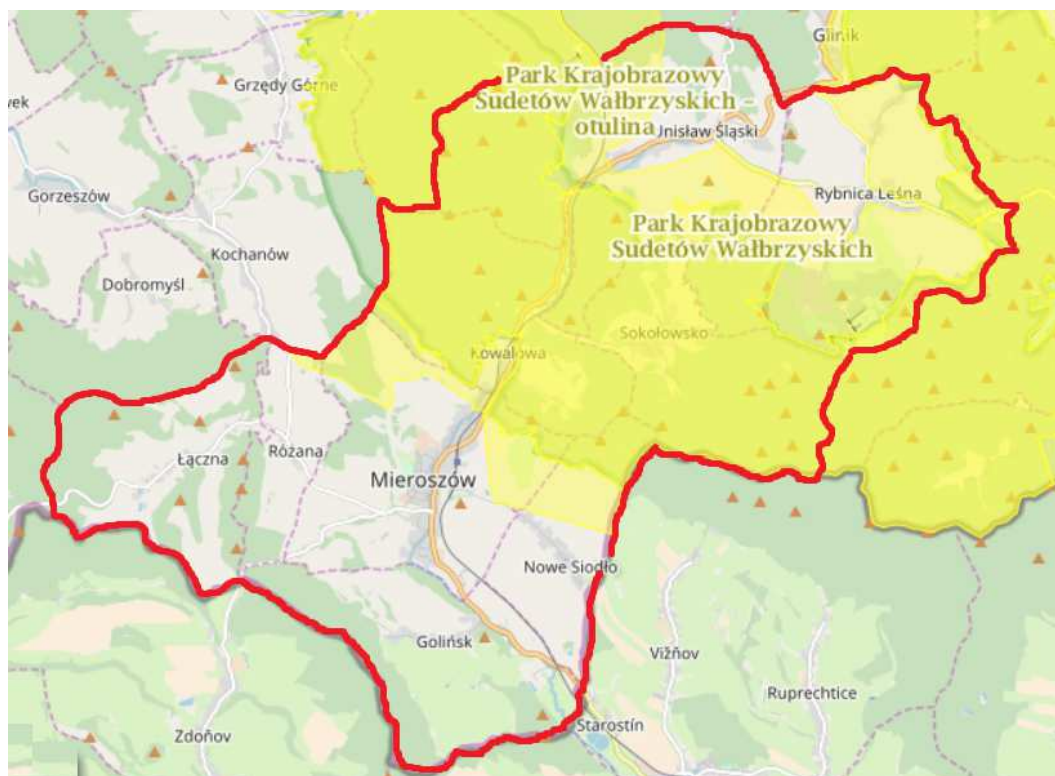 Glinik
Grzędy Górne
Park Krajobrazowy
Sudetów Wałbrzyskich –
otulina
Unisław Śląski
Gorzeszów
Rybnica Leśna
Park Krajobrazowy
Sudetów Wałbrzyskich
Kochanów
Dobromyśl
Sokołowsko
Kowalowa
Łączna
Różana
Mieroszów
Nowe Siodło
Golińsk
Vižňov
Ruprechtice
Starostín
Zdoňov